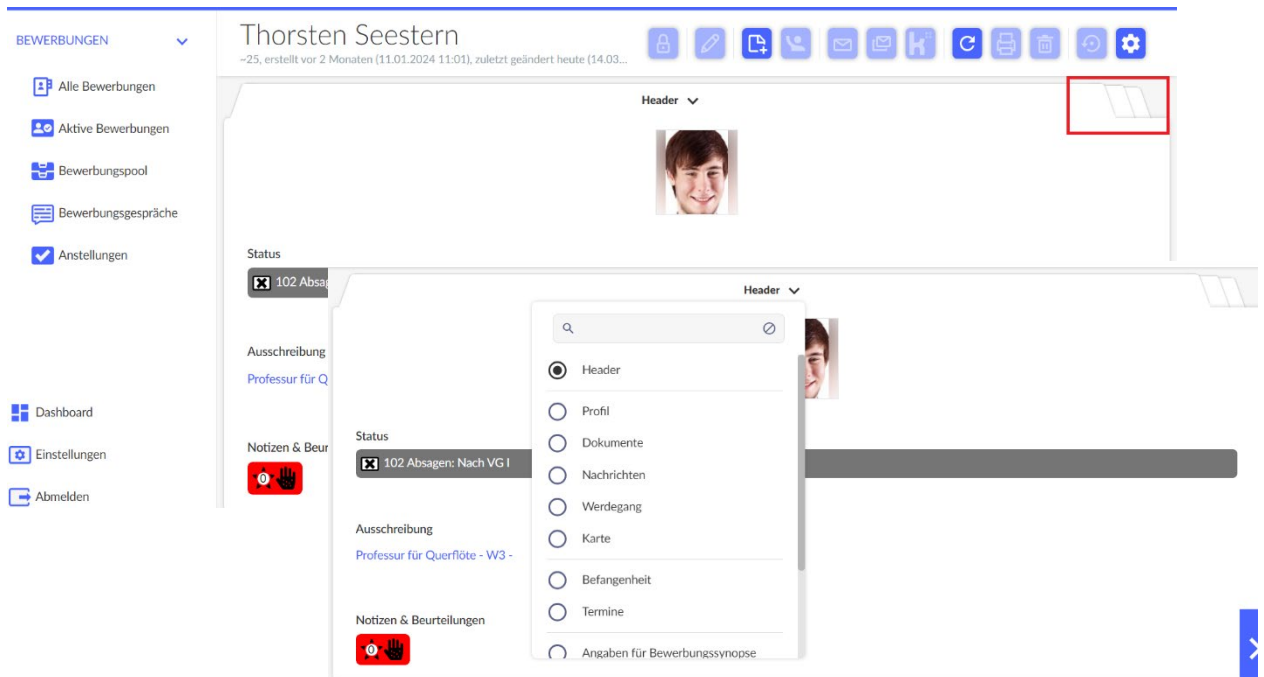 BEWERBUNGEN
Alle Bewerbungen
Aktive Bewerbungen
Bewerbungspool
Bewerbungsgespräche
Anstellungen
Dashboard
Einstellungen
Abmelden
Thorsten Seestern
~25, erstellt vor 2 Monaten (11.01.2024 11:01), zuletzt geändert heute (14.03...
Header
Status
102 Absag
Ausschreibung
Professur für Q
Notizen & Beur
0
Header
Header
Profil
Dokumente
Nachrichten
Werdegang
Karte
Befangenheit
Termine
Angaben für Bewerbungssynopse
Status
102 Absagen: Nach VG I
Ausschreibung
Professur für Querflöte - W3 -
Notizen & Beurteilungen
0